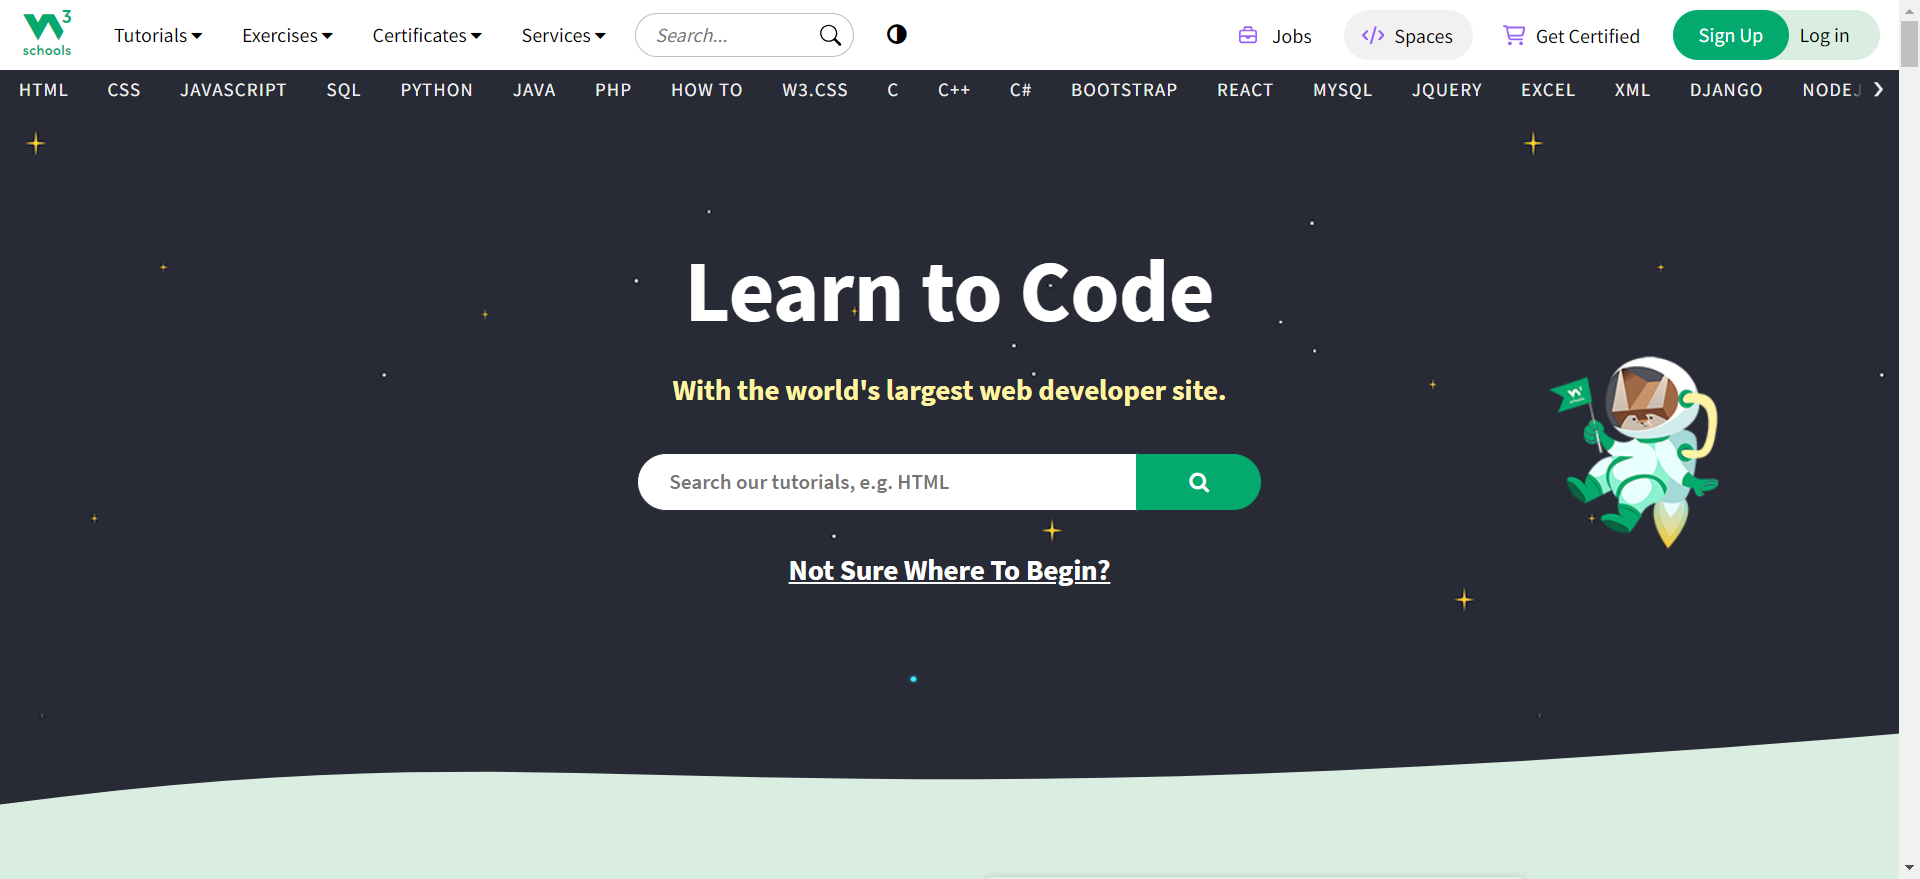 W3 schools
Tutorials Exercises Certificates Services Search... Jobs Spaces Get Certified Sign Up Log in
HTML CSS JAVASCRIPT SQL PYTHON JAVA PHP HOW TO W3.CSS C C++ C# BOOTSTRAP REACT MYSQL JQUERY EXCEL XML DJANGO NODEJ
Learn to Code
With the world's largest web developer site.
Search our tutorials, e.g. HTML
Not Sure Where To Begin?